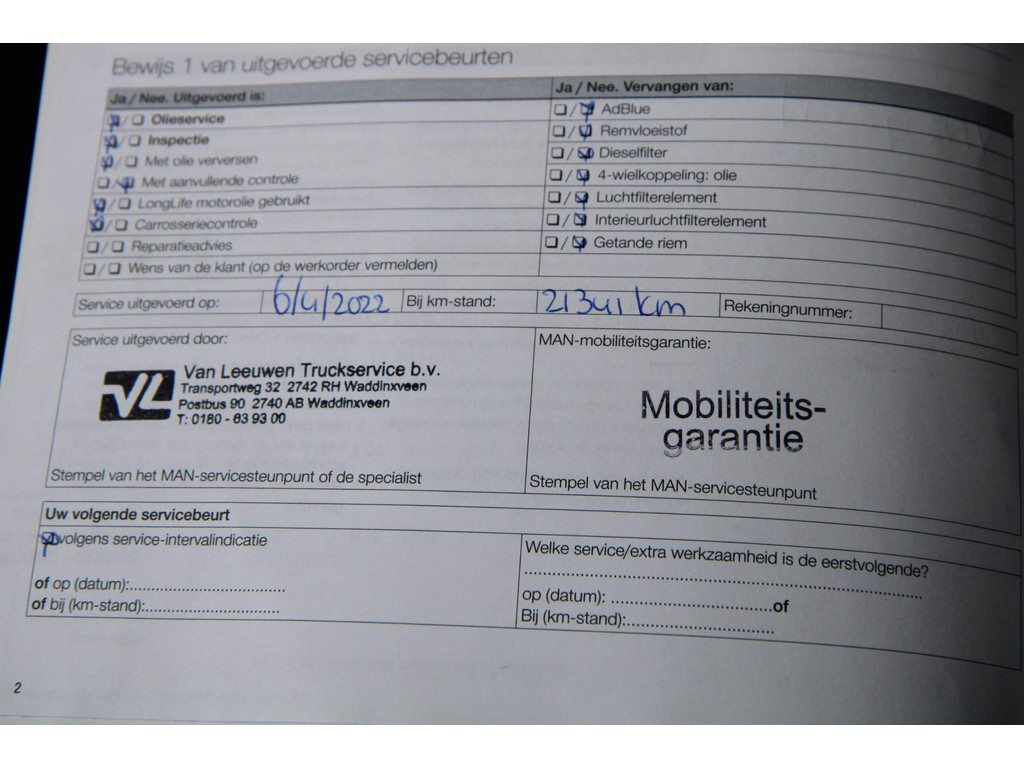 Bewijs 1 van uitgevoerde servicebeurten
Ja / Nee. Uitgevoerd is:
Ja / Nee. Vervangen van:
Olieservice
AdBlue
Inspectie
Remvloeistof
Met olie verversen
Dieselfilter
Met aanvullende controle
4-wielkoppeling: olie
LongLife motorolie gebruikt
Luchtfilterelement
Carrosseriecontrole
Interieurluchtfilterelement
Reparatieadvies
Getande riem
Wens van de klant (op de werkorder vermelden)
Service uitgevoerd op: 6/4/2022 Bij km-stand: 21341 km Rekeningnummer:
Service uitgevoerd door:
VL
Van Leeuwen Truckservice b.v.
Transportweg 32 2742 RH Waddinxveen
Postbus 90 2740 AB Waddinxveen
T: 0180 - 63 93 00
Stempel van het MAN-servicesteunpunt of de specialist
MAN-mobiliteitsgarantie:
Mobiliteits-
garantie
Stempel van het MAN-servicesteunpunt
Uw volgende servicebeurt
volgens service-intervalindicatie
of op (datum):
of bij (km-stand):
Welke service/extra werkzaamheid is de eerstvolgende?
op (datum): of
Bij (km-stand):
2